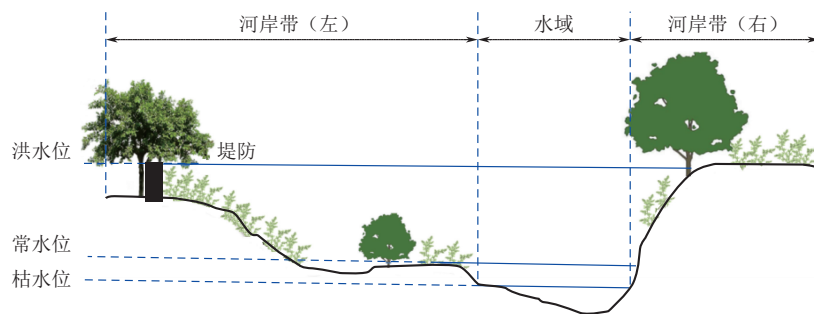 河岸带（左）
水域
河岸带（右）
洪水位
堤防
常水位
枯水位